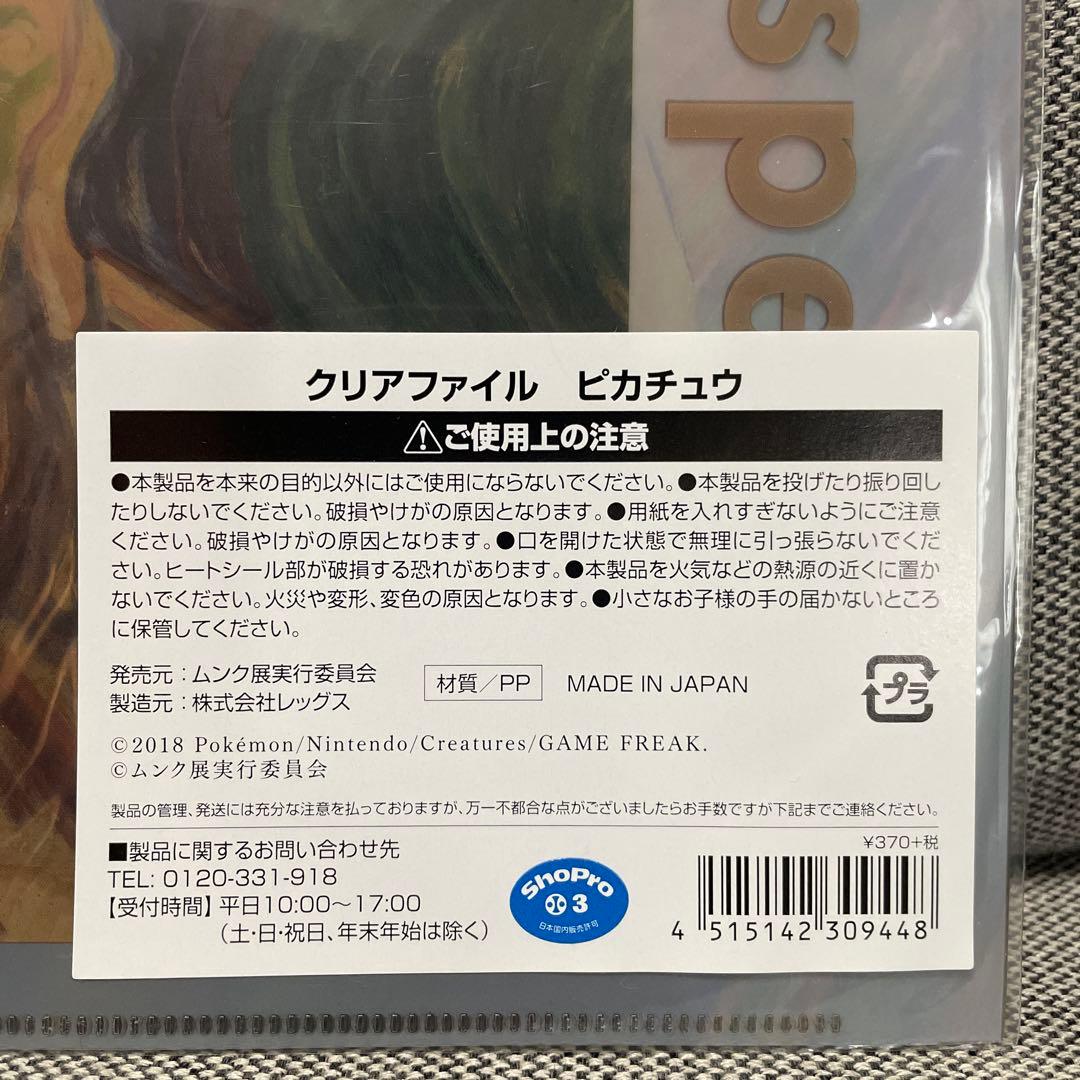 spe
クリアファイル　ピカチュウ
⚠ご使用上の注意
●本製品を本来の目的以外にはご使用にならないでください。●本製品を投げたり振り回し
たりしないでください。破損やけがの原因となります。●用紙を入れすぎないようにご注意
ください。破損やけがの原因となります。●口を開けた状態で無理に引っ張らないでくだ
さい。ヒートシール部が破損する恐れがあります。●本製品を火気などの熱源の近くに置か
ないでください。火災や変形、変色の原因となります。●小さなお子様の手の届かないところ
に保管してください。
発売元：ムンク展実行委員会
製造元：株式会社レッグス
材質／PP
MADE IN JAPAN
プラ
©2018 Pokémon/Nintendo/Creatures/GAME FREAK.
©ムンク展実行委員会
製品の管理、発送には充分な注意を払っておりますが、万一不都合な点がございましたらお手数ですが下記までご連絡ください。
■製品に関するお問い合わせ先
TEL: 0120-331-918
【受付時間】平日10:00～17:00
（土・日・祝日、年末年始は除く）
ShoPro
3
日本国内販売許可
¥370+税
4 515142 309448